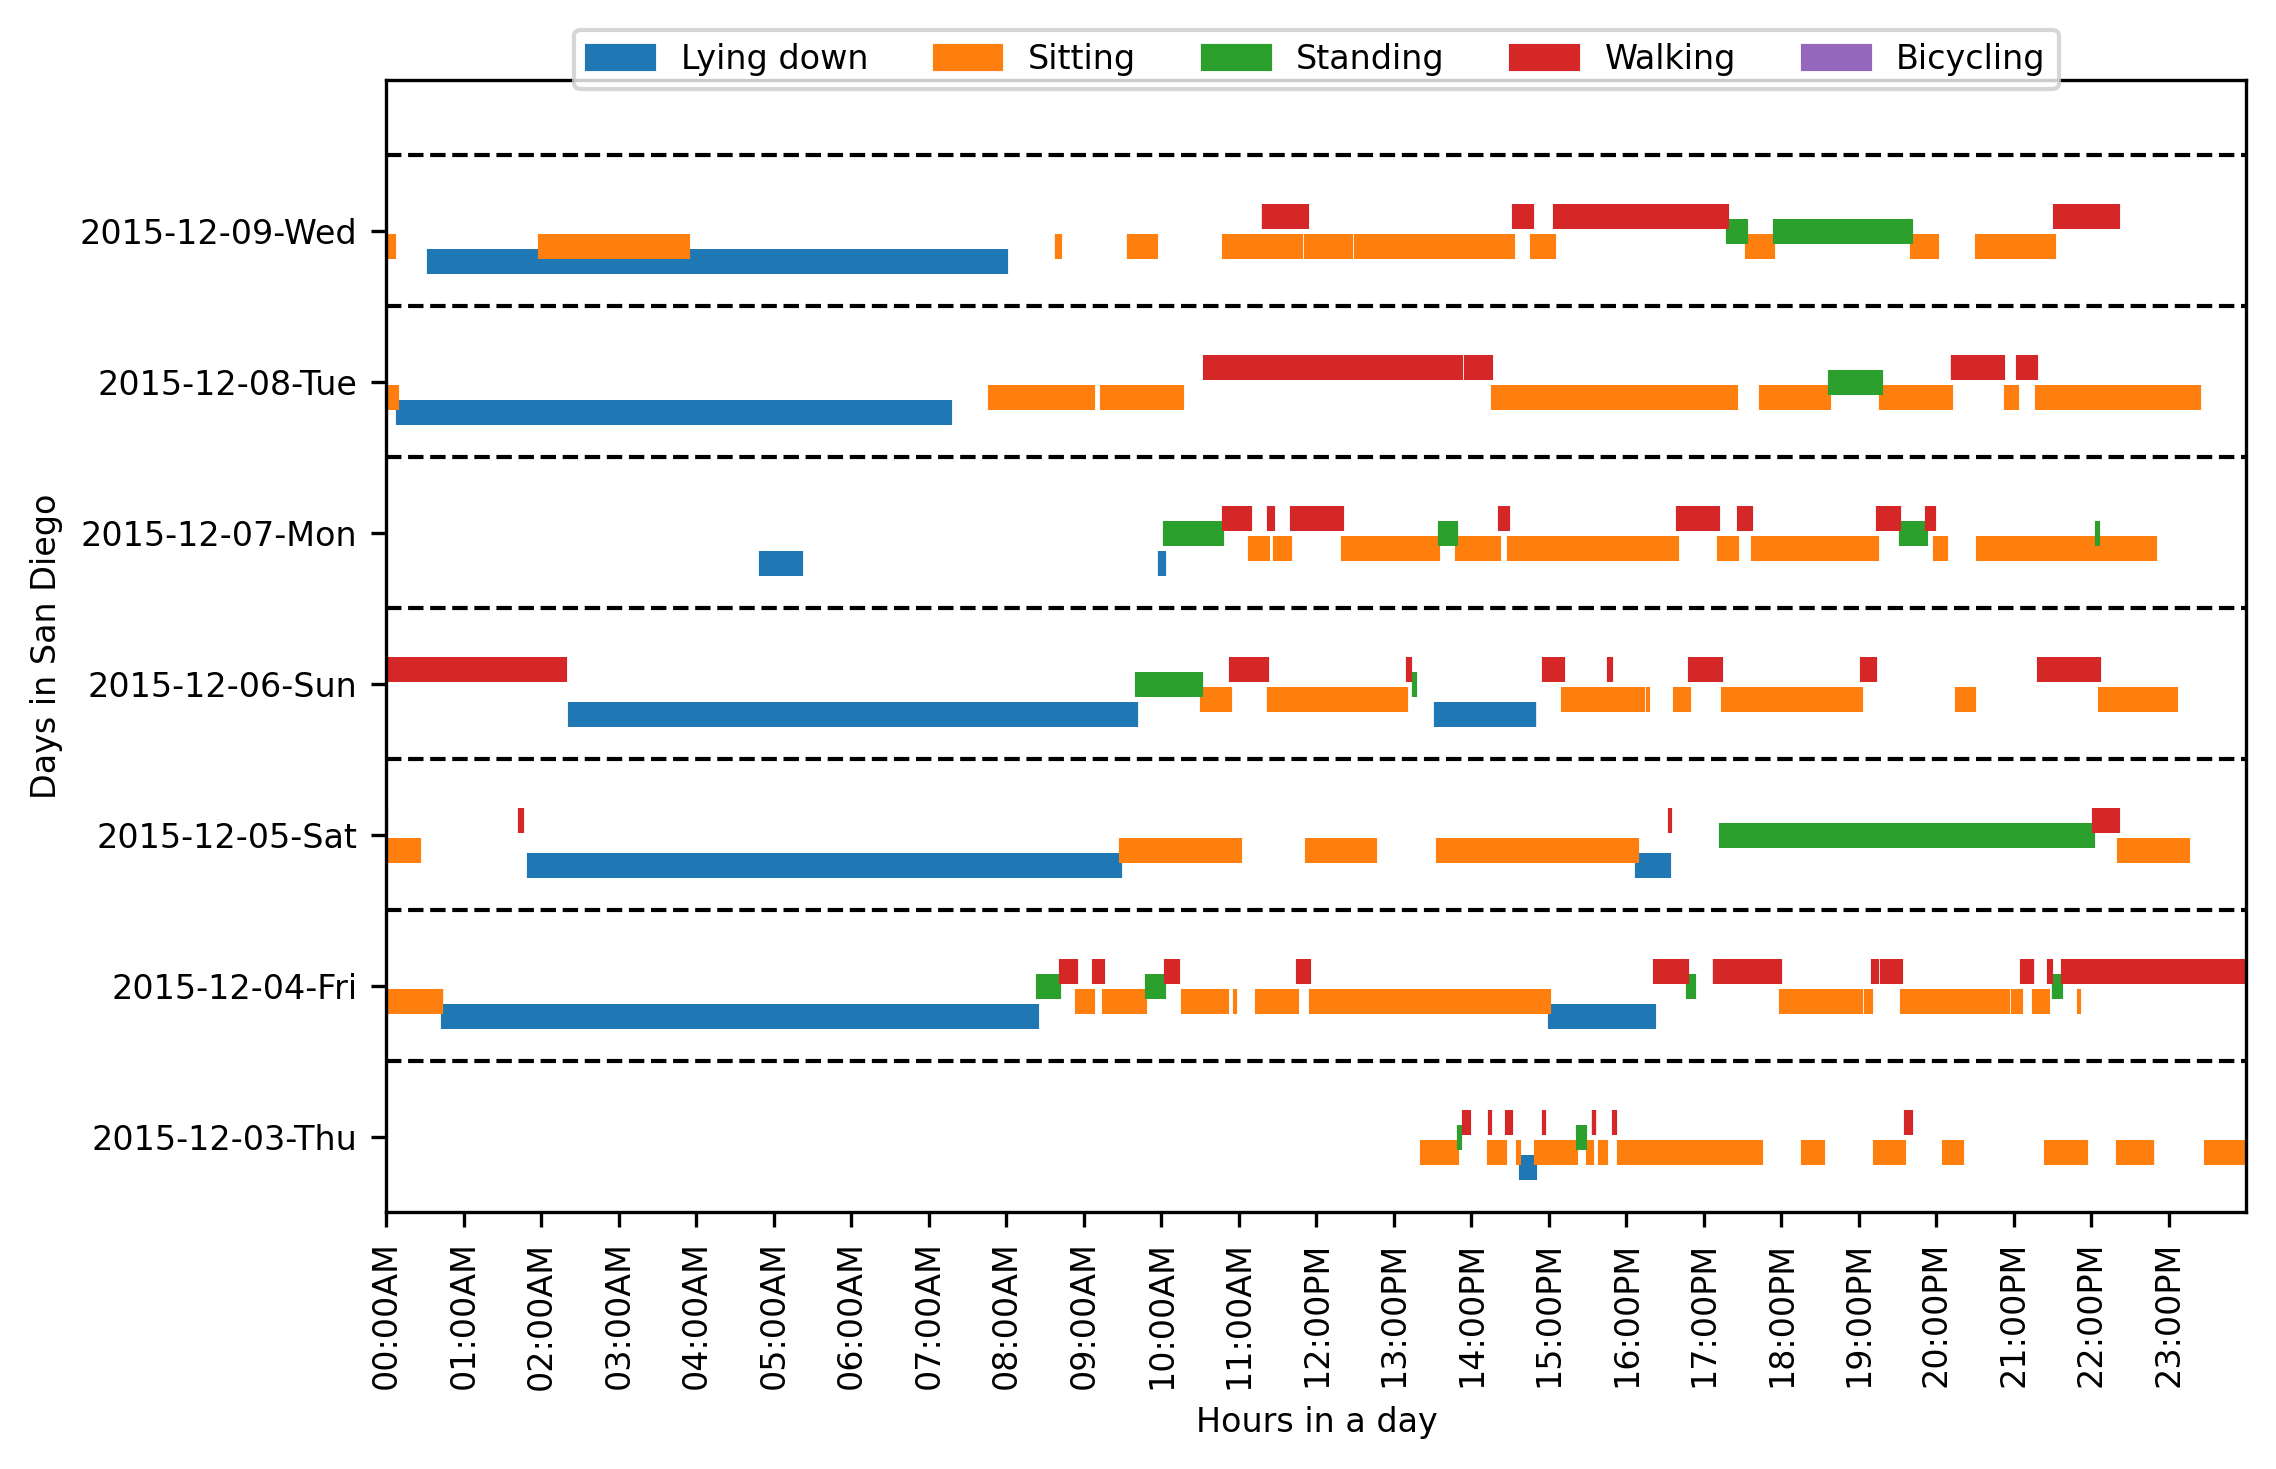 Lying down Sitting Standing Walking Bicycling
2015-12-09-Wed
2015-12-08-Tue
2015-12-07-Mon
2015-12-06-Sun
2015-12-05-Sat
2015-12-04-Fri
2015-12-03-Thu
Days in San Diego
00:00AM
01:00AM
02:00AM
03:00AM
04:00AM
05:00AM
06:00AM
07:00AM
08:00AM
09:00AM
10:00AM
11:00AM
12:00PM
13:00PM
14:00PM
15:00PM
16:00PM
17:00PM
18:00PM
19:00PM
20:00PM
21:00PM
22:00PM
23:00PM
Hours in a day